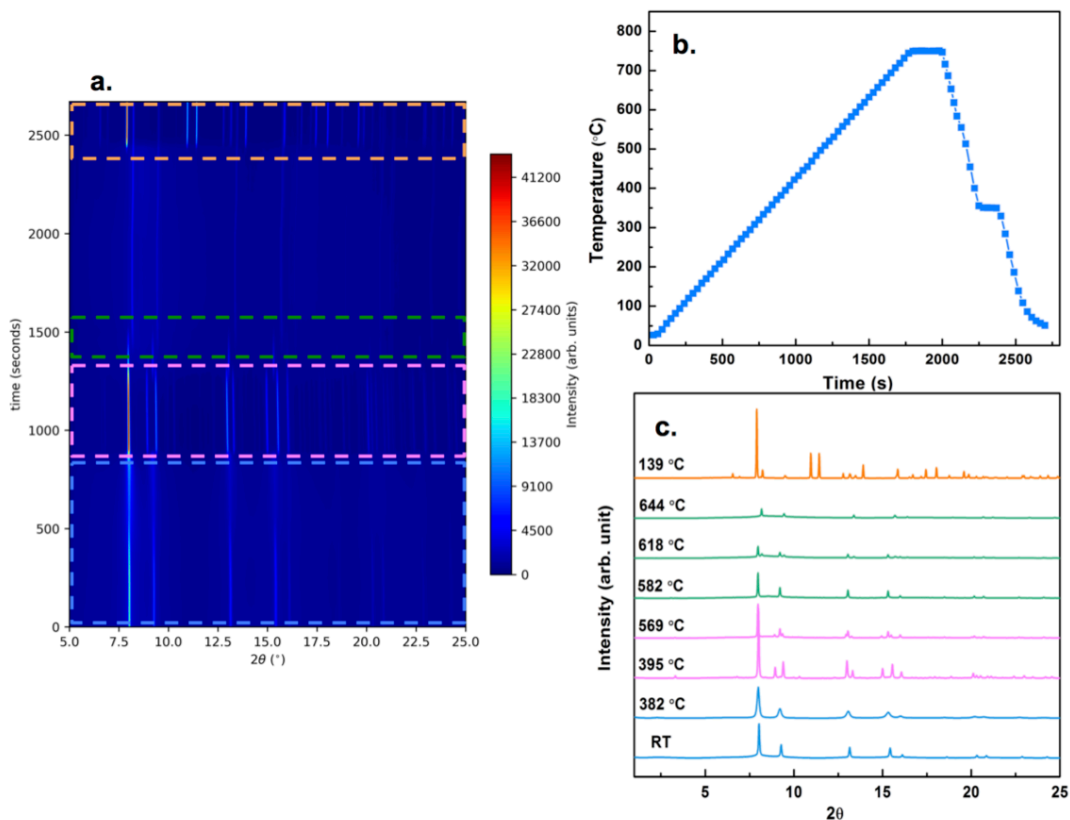 a.
2500
2000
1500
1000
500
0
time (seconds)
5.0 7.5 10.0 12.5 15.0 17.5 20.0 22.5 25.0
2θ (°)
41200
36600
32000
27400
22800
18300
13700
9100
4500
0
Intensity (arb. units)
b.
800
700
600
500
400
300
200
100
0
Temperature (°C)
0 500 1000 1500 2000 2500
Time (s)
c.
139 °C
644 °C
618 °C
582 °C
569 °C
395 °C
382 °C
RT
Intensity (arb. unit)
5 10 15 20 25
2θ